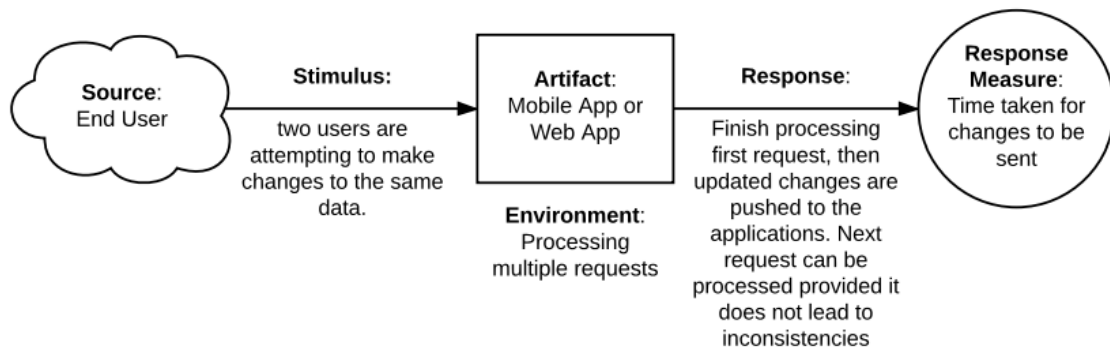 Source:
End User
Stimulus:
two users are
attempting to make
changes to the same
data.
Artifact:
Mobile App or
Web App
Environment:
Processing
multiple requests
Response:
Finish processing
first request, then
updated changes are
pushed to the
applications. Next
request can be
processed provided it
does not lead to
inconsistencies
Response
Measure:
Time taken for
changes to be
sent